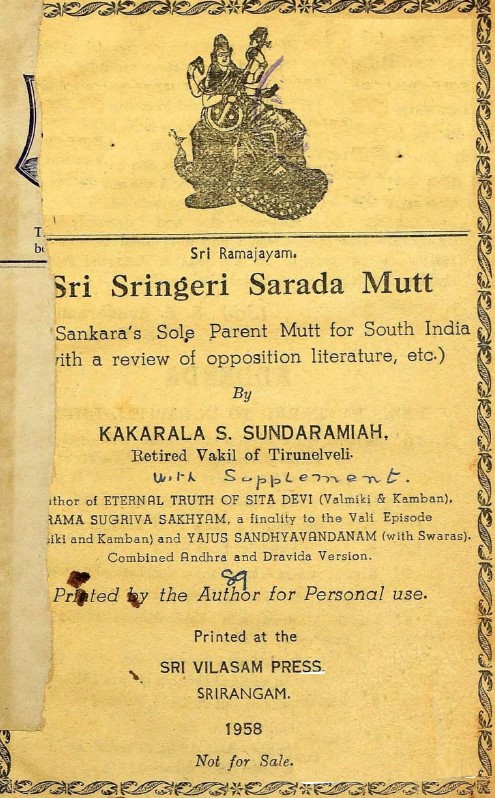 Sri Ramajayam.
Sri Sringeri Sarada Mutt
Sankara's Sole Parent Mutt for South India
with a review of opposition literature, etc.)
By
KAKARALA S. SUNDARAMIAH,
Retired Vakil of Tirunelveli.
with Supplement.
uthor of ETERNAL TRUTH OF SITA DEVI (Valmiki & Kamban),
RAMA SUGRIVA SAKHYAM, a finality to the Vali Episode
iki and Kamban) and YAJUS SANDHYAVANDANAM (with Swaras).
Combined Andhra and Dravida Version.
89
Printed by the Author for Personal use.
Printed at the
SRI VILASAM PRESS
SRIRANGAM.
1958
Not for Sale.